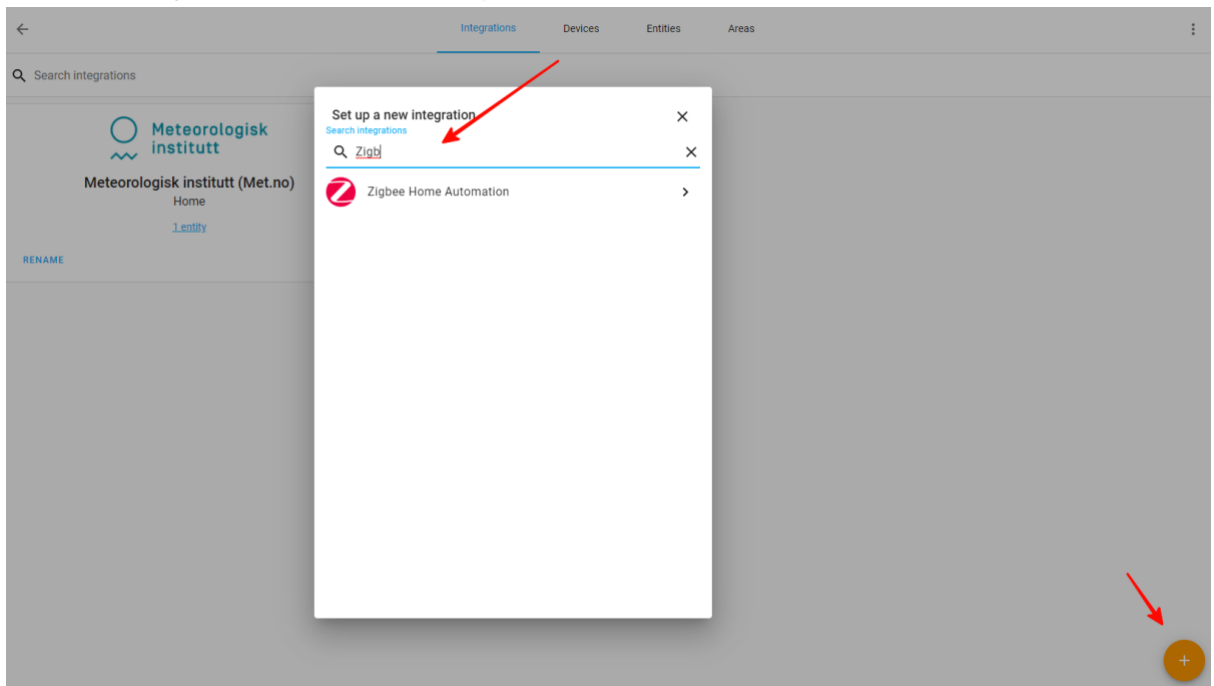 Integrations Devices Entities Areas
Search integrations
Meteorologisk
institutt
Meteorologisk institutt (Met.no)
Home
1 entity
RENAME
Set up a new integration
Search integrations
Zigb
Zigbee Home Automation